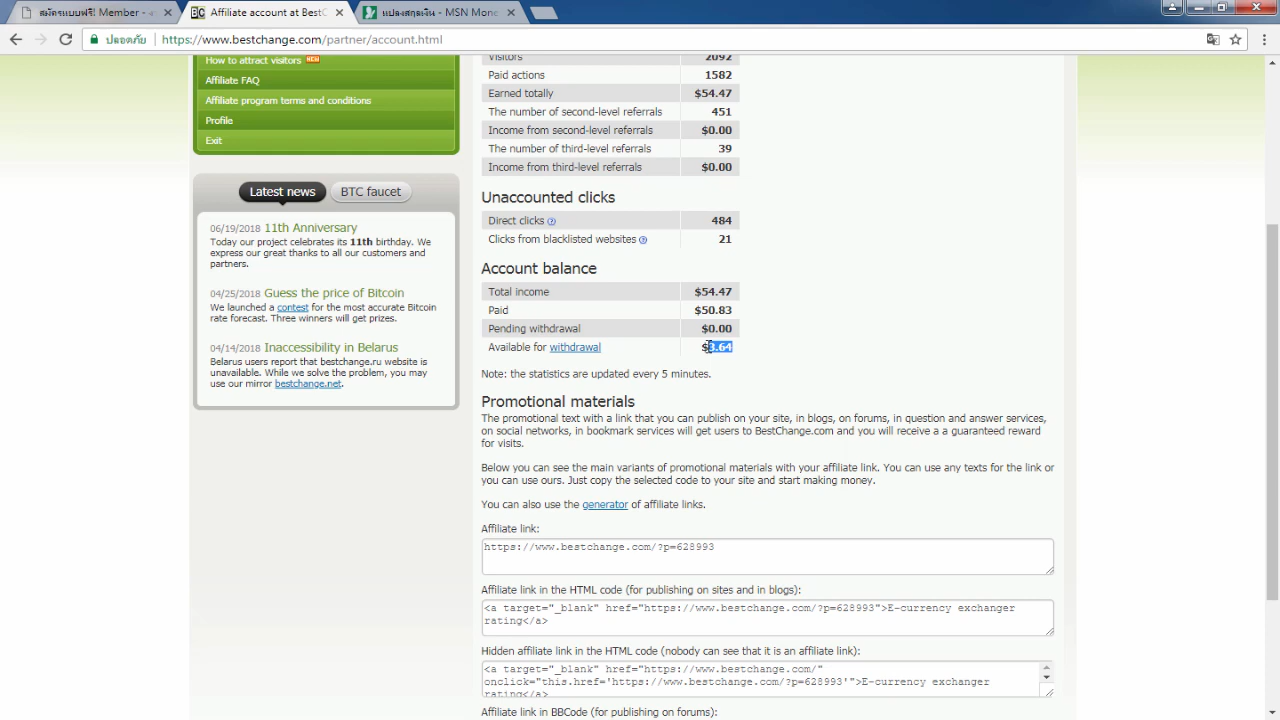 สมัครแบบฟรี! Member -
Affiliate account at BestC
แปลงสกุลเงิน - MSN Mone
ปลอดภัย
https://www.bestchange.com/partner/account.html
How to attract visitors
Affiliate FAQ
Affiliate program terms and conditions
Profile
Exit
Latest news
BTC faucet
06/19/2018 11th Anniversary
Today our project celebrates its 11th birthday. We
express our great thanks to all our customers and
partners.
04/25/2018 Guess the price of Bitcoin
We launched a contest for the most accurate Bitcoin
rate forecast. Three winners will get prizes.
04/14/2018 Inaccessibility in Belarus
Belarus users report that bestchange.ru website is
unavailable. While we solve the problem, you may
use our mirror bestchange.net.
Visitors 2092
Paid actions 1582
Earned totally $54.47
The number of second-level referrals 451
Income from second-level referrals $0.00
The number of third-level referrals 39
Income from third-level referrals $0.00
Unaccounted clicks
Direct clicks 484
Clicks from blacklisted websites 21
Account balance
Total income $54.47
Paid $50.83
Pending withdrawal $0.00
Available for withdrawal $3.64
Note: the statistics are updated every 5 minutes.
Promotional materials
The promotional text with a link that you can publish on your site, in blogs, on forums, in question and answer services,
on social networks, in bookmark services will get users to BestChange.com and you will receive a a guaranteed reward
for visits.
Below you can see the main variants of promotional materials with your affiliate link. You can use any texts for the link or
you can use ours. Just copy the selected code to your site and start making money.
You can also use the generator of affiliate links.
Affiliate link:
https://www.bestchange.com/?p=628993
Affiliate link in the HTML code (for publishing on sites and in blogs):
<a target="_blank" href="https://www.bestchange.com/?p=628993">E-currency exchanger
rating</a>
Hidden affiliate link in the HTML code (nobody can see that it is an affiliate link):
<a target="_blank" href="https://www.bestchange.com/"
onclick="this.href='https://www.bestchange.com/?p=628993'">E-currency exchanger
rating</a>
Affiliate link in BBCode (for publishing on forums):